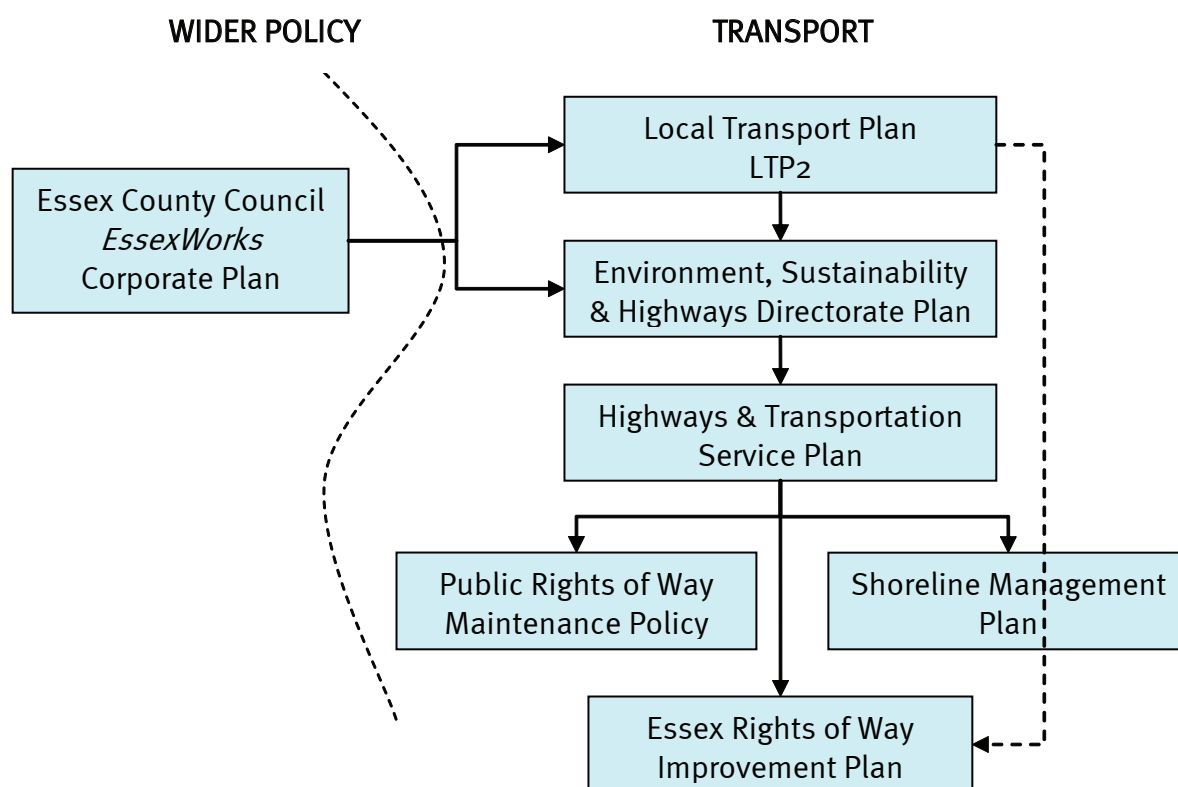 WIDER POLICY
TRANSPORT
Local Transport Plan
LTP2
Essex County Council
EssexWorks
Corporate Plan
Environment, Sustainability
& Highways Directorate Plan
Highways & Transportation
Service Plan
Public Rights of Way
Maintenance Policy
Shoreline Management
Plan
Essex Rights of Way
Improvement Plan